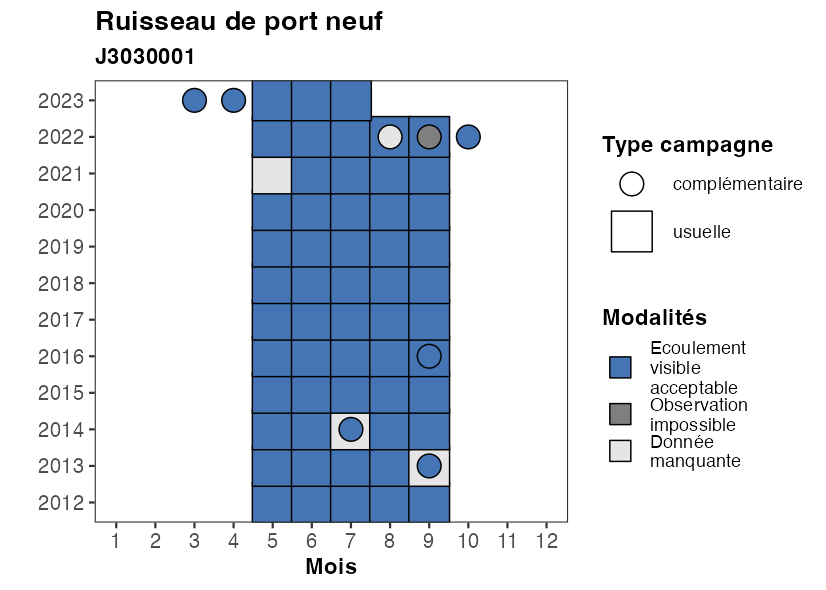 Ruisseau de port neuf
J3030001
2023
2022
2021
2020
2019
2018
2017
2016
2015
2014
2013
2012
1 2 3 4 5 6 7 8 9 10 11 12
Mois
Type campagne
complémentaire
usuelle
Modalités
Ecoulement
visible
acceptable
Observation
impossible
Donnée
manquante